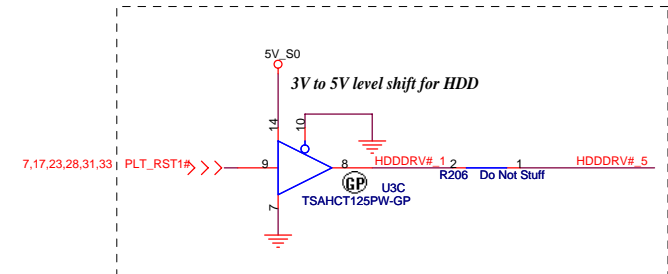 5V_S0
3V to 5V level shift for HDD
14
10
7,17,23,28,31,33 PLT_RST1# 9 8 HDDDRV#_1 2 1 HDDDRV#_5
R206 Do Not Stuff
GP U3C
7 TSAHCT125PW-GP